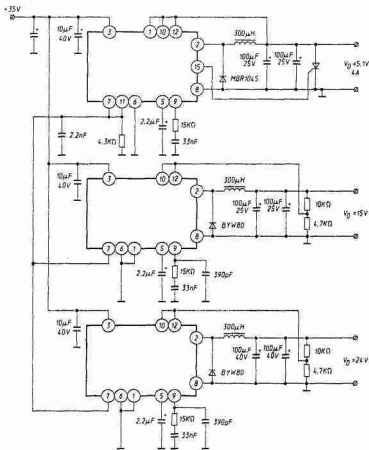 +35V
10µF
40V
3
1
10
12
2
300µH
100µF
25V
100µF
25V
15
MBR1045
8
V₀=5,1V
4A
7
11
6
5
9
2.2nF
4.3KΩ
2.2µF
15KΩ
33nF
10µF
40V
3
10
12
2
300µH
100µF
25V
100µF
25V
10KΩ
4.7KΩ
V₀=15V
BYW80
8
7
6
1
5
9
2.2µF
15KΩ
33nF
390pF
10µF
40V
3
10
12
2
300µH
100µF
40V
100µF
40V
10KΩ
4.7KΩ
V₀=24V
BYW80
8
7
6
1
5
9
2.2µF
15KΩ
33nF
390pF